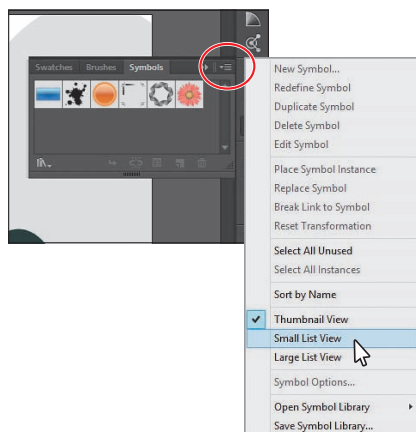 Swatches Brushes Symbols
New Symbol...
Redefine Symbol
Duplicate Symbol
Delete Symbol
Edit Symbol
Place Symbol Instance
Replace Symbol
Break Link to Symbol
Reset Transformation
Select All Unused
Select All Instances
Sort by Name
Thumbnail View
Small List View
Large List View
Symbol Options...
Open Symbol Library
Save Symbol Library...